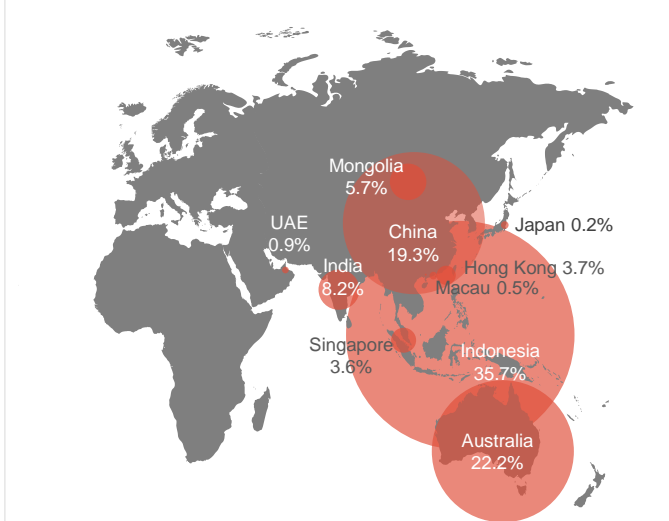 Mongolia
5.7%
UAE
0.9%
China
19.3%
Japan 0.2%
India
8.2%
Hong Kong 3.7%
Macau 0.5%
Singapore
3.6%
Indonesia
35.7%
Australia
22.2%